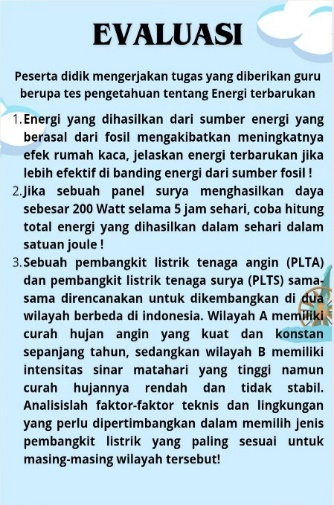 EVALUASI
Peserta didik mengerjakan tugas yang diberikan guru
berupa tes pengetahuan tentang Energi terbarukan
1. Energi yang dihasilkan dari sumber energi yang
berasal dari fosil mengakibatkan meningkatnya
efek rumah kaca, jelaskan energi terbarukan jika
lebih efektif di banding energi dari sumber fosil !
2. Jika sebuah panel surya menghasilkan daya
sebesar 200 Watt selama 5 jam sehari, coba hitung
total energi yang dihasilkan dalam sehari dalam
satuan joule !
3. Sebuah pembangkit listrik tenaga angin (PLTA)
dan pembangkit listrik tenaga surya (PLTS) sama-
sama direncanakan untuk dikembangkan di dua
wilayah berbeda di indonesia. Wilayah A memiliki
curah hujan angin yang kuat dan konstan
sepanjang tahun, sedangkan wilayah B memiliki
intensitas sinar matahari yang tinggi namun
curah hujannya rendah dan tidak stabil.
Analisislah faktor-faktor teknis dan lingkungan
yang perlu dipertimbangkan dalam memilih jenis
pembangkit listrik yang paling sesuai untuk
masing-masing wilayah tersebut!